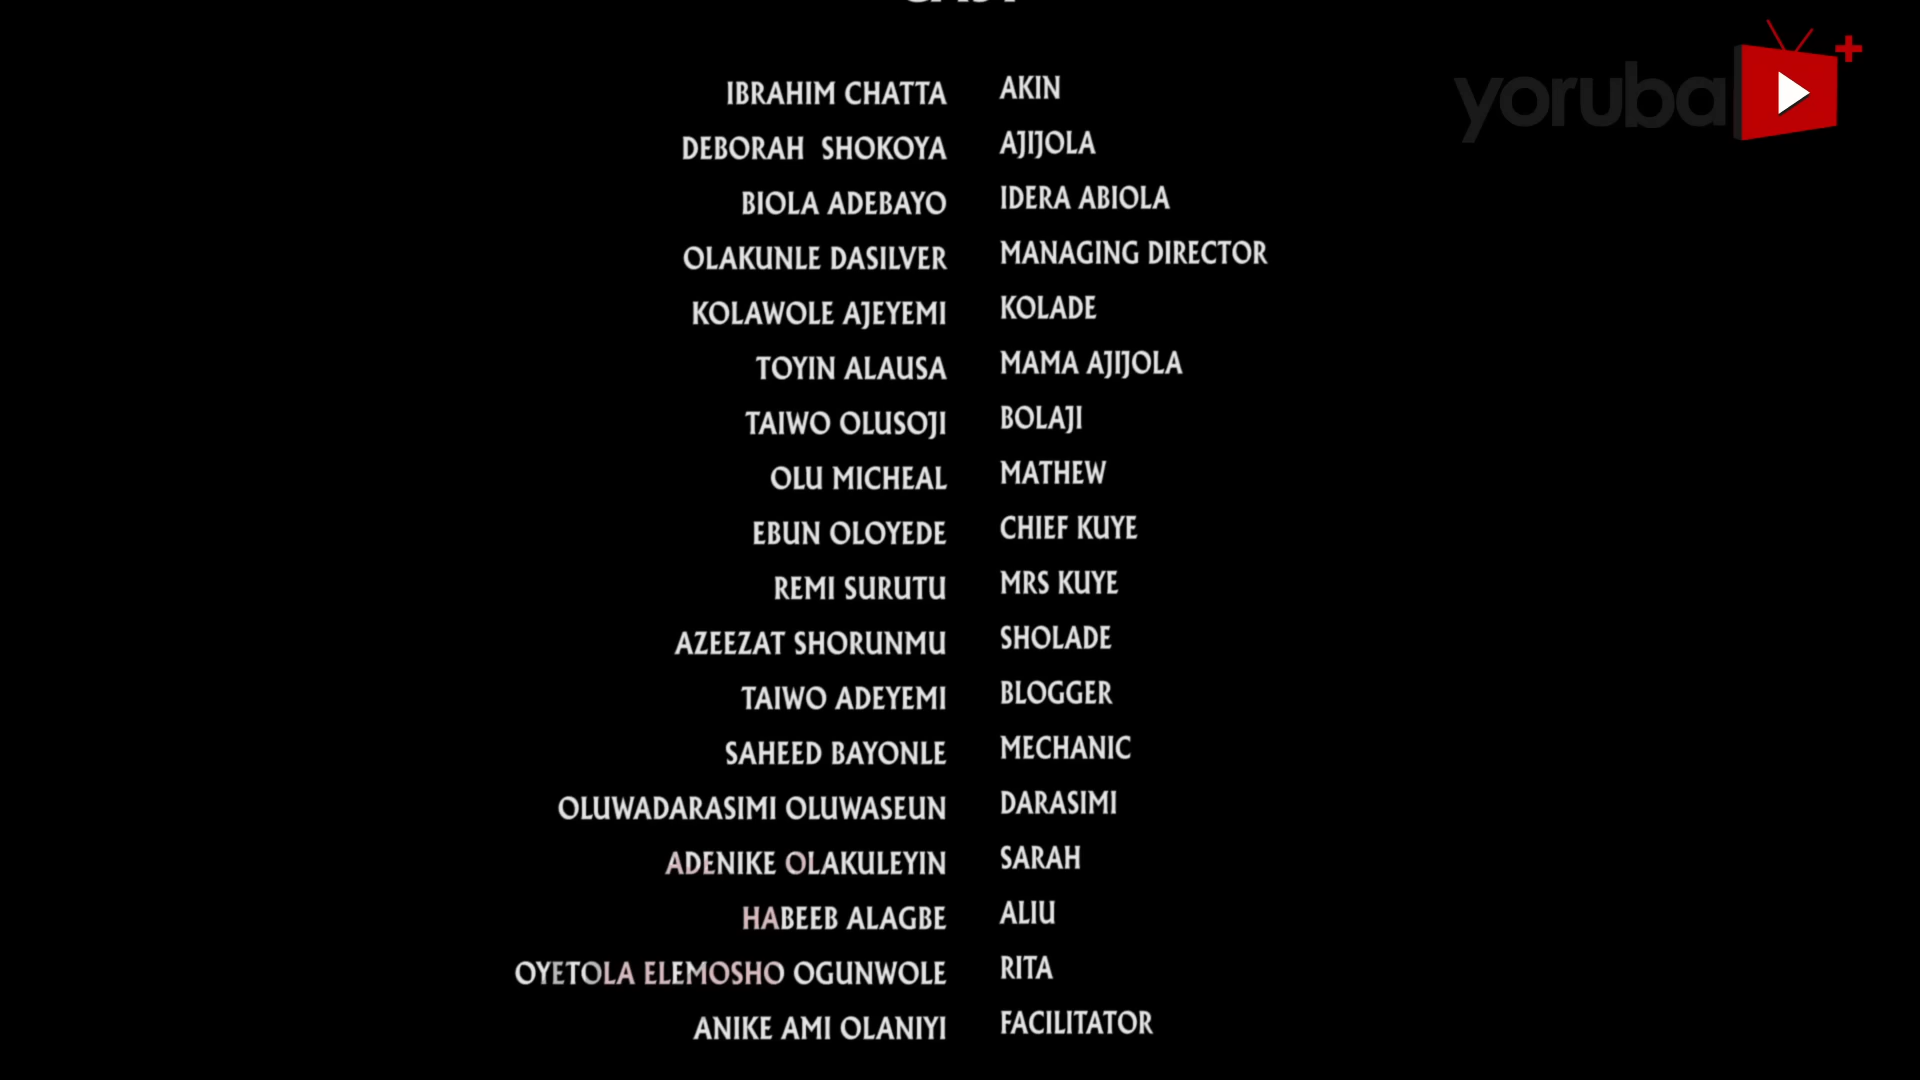 CAST
IBRAHIM CHATTA AKIN
DEBORAH SHOKOYA AJIJOLA
BIOLA ADEBAYO IDERA ABIOLA
OLAKUNLE DASILVER MANAGING DIRECTOR
KOLAWOLE AJEYEMI KOLADE
TOYIN ALAUSA MAMA AJIJOLA
TAIWO OLUSOJI BOLAJI
OLU MICHEAL MATHEW
EBUN OLOYEDE CHIEF KUYE
REMI SURUTU MRS KUYE
AZEEZAT SHORUNMU SHOLADE
TAIWO ADEYEMI BLOGGER
SAHEED BAYONLE MECHANIC
OLUWADARASIMI OLUWASEUN DARASIMI
ADENIKE OLAKULEYIN SARAH
HABEEB ALAGBE ALIU
OYETOLA ELEMOSHO OGUNWOLE RITA
ANIKE AMI OLANIYI FACILITATOR
yoruba +